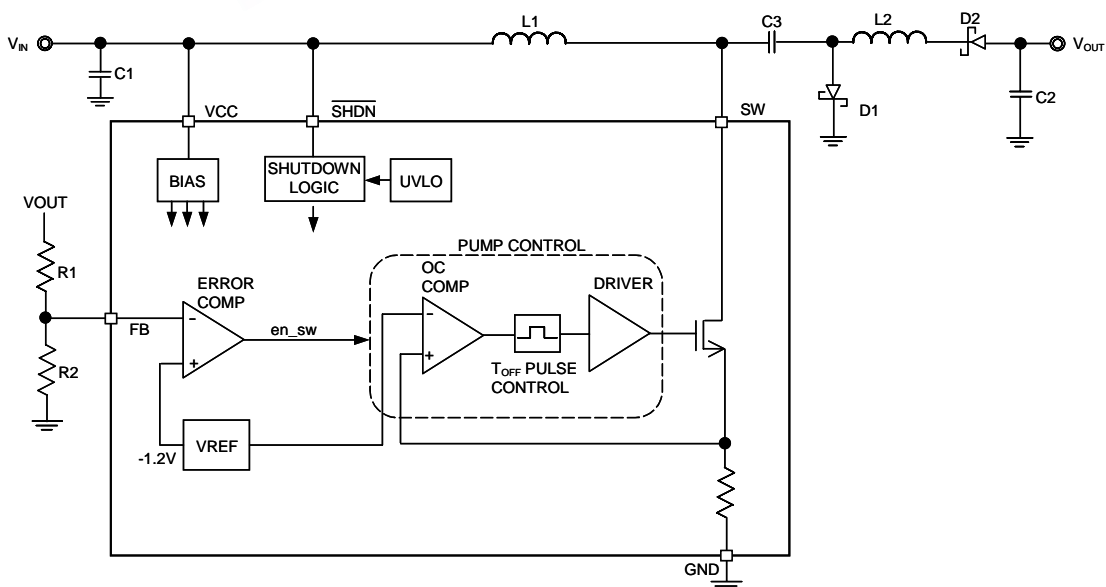 L1
C3
L2
D2
VIN
VOUT
C1
C2
D1
VCC
SHDN
SW
BIAS
SHUTDOWN
LOGIC
UVLO
VOUT
R1
PUMP CONTROL
OC
COMP
DRIVER
ERROR
COMP
FB
-
+
en_sw
-
+
TOFF PULSE
CONTROL
R2
VREF
-1.2V
GND